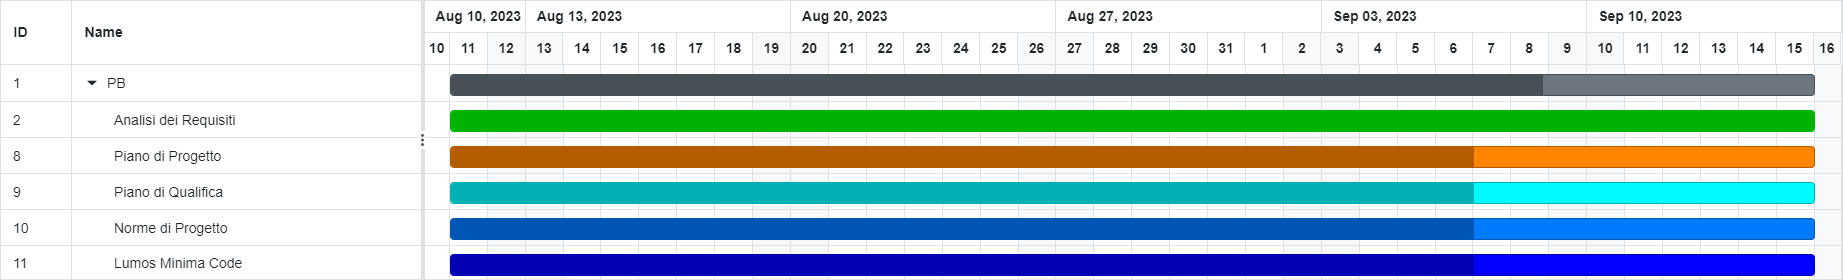 ID Name Aug 10, 2023 Aug 13, 2023 Aug 20, 2023 Aug 27, 2023 Sep 03, 2023 Sep 10, 2023
10 11 12 13 14 15 16 17 18 19 20 21 22 23 24 25 26 27 28 29 30 31 1 2 3 4 5 6 7 8 9 10 11 12 13 14 15 16
1 PB
2 Analisi dei Requisiti
8 Piano di Progetto
9 Piano di Qualifica
10 Norme di Progetto
11 Lumos Minima Code